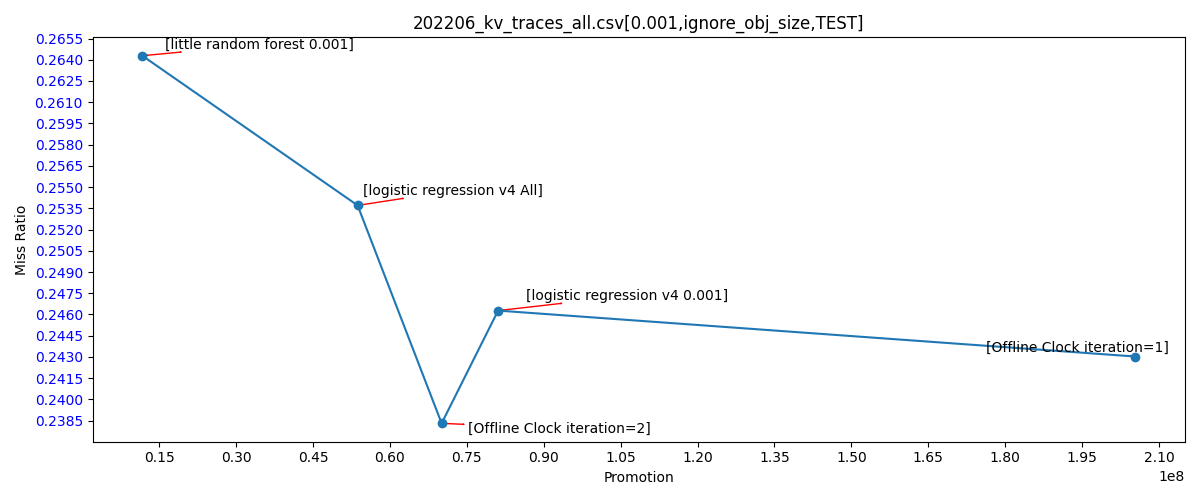 202206_kv_traces_all.csv[0.001,ignore_obj_size,TEST]
0.2655
0.2640
0.2625
0.2610
0.2595
0.2580
0.2565
0.2550
0.2535
0.2520
0.2505
0.2490
0.2475
0.2460
0.2445
0.2430
0.2415
0.2400
0.2385
Miss Ratio
[little random forest 0.001]
[logistic regression v4 All]
[logistic regression v4 0.001]
[Offline Clock iteration=1]
[Offline Clock iteration=2]
0.15 0.30 0.45 0.60 0.75 0.90 1.05 1.20 1.35 1.50 1.65 1.80 1.95 2.10
Promotion
1e8